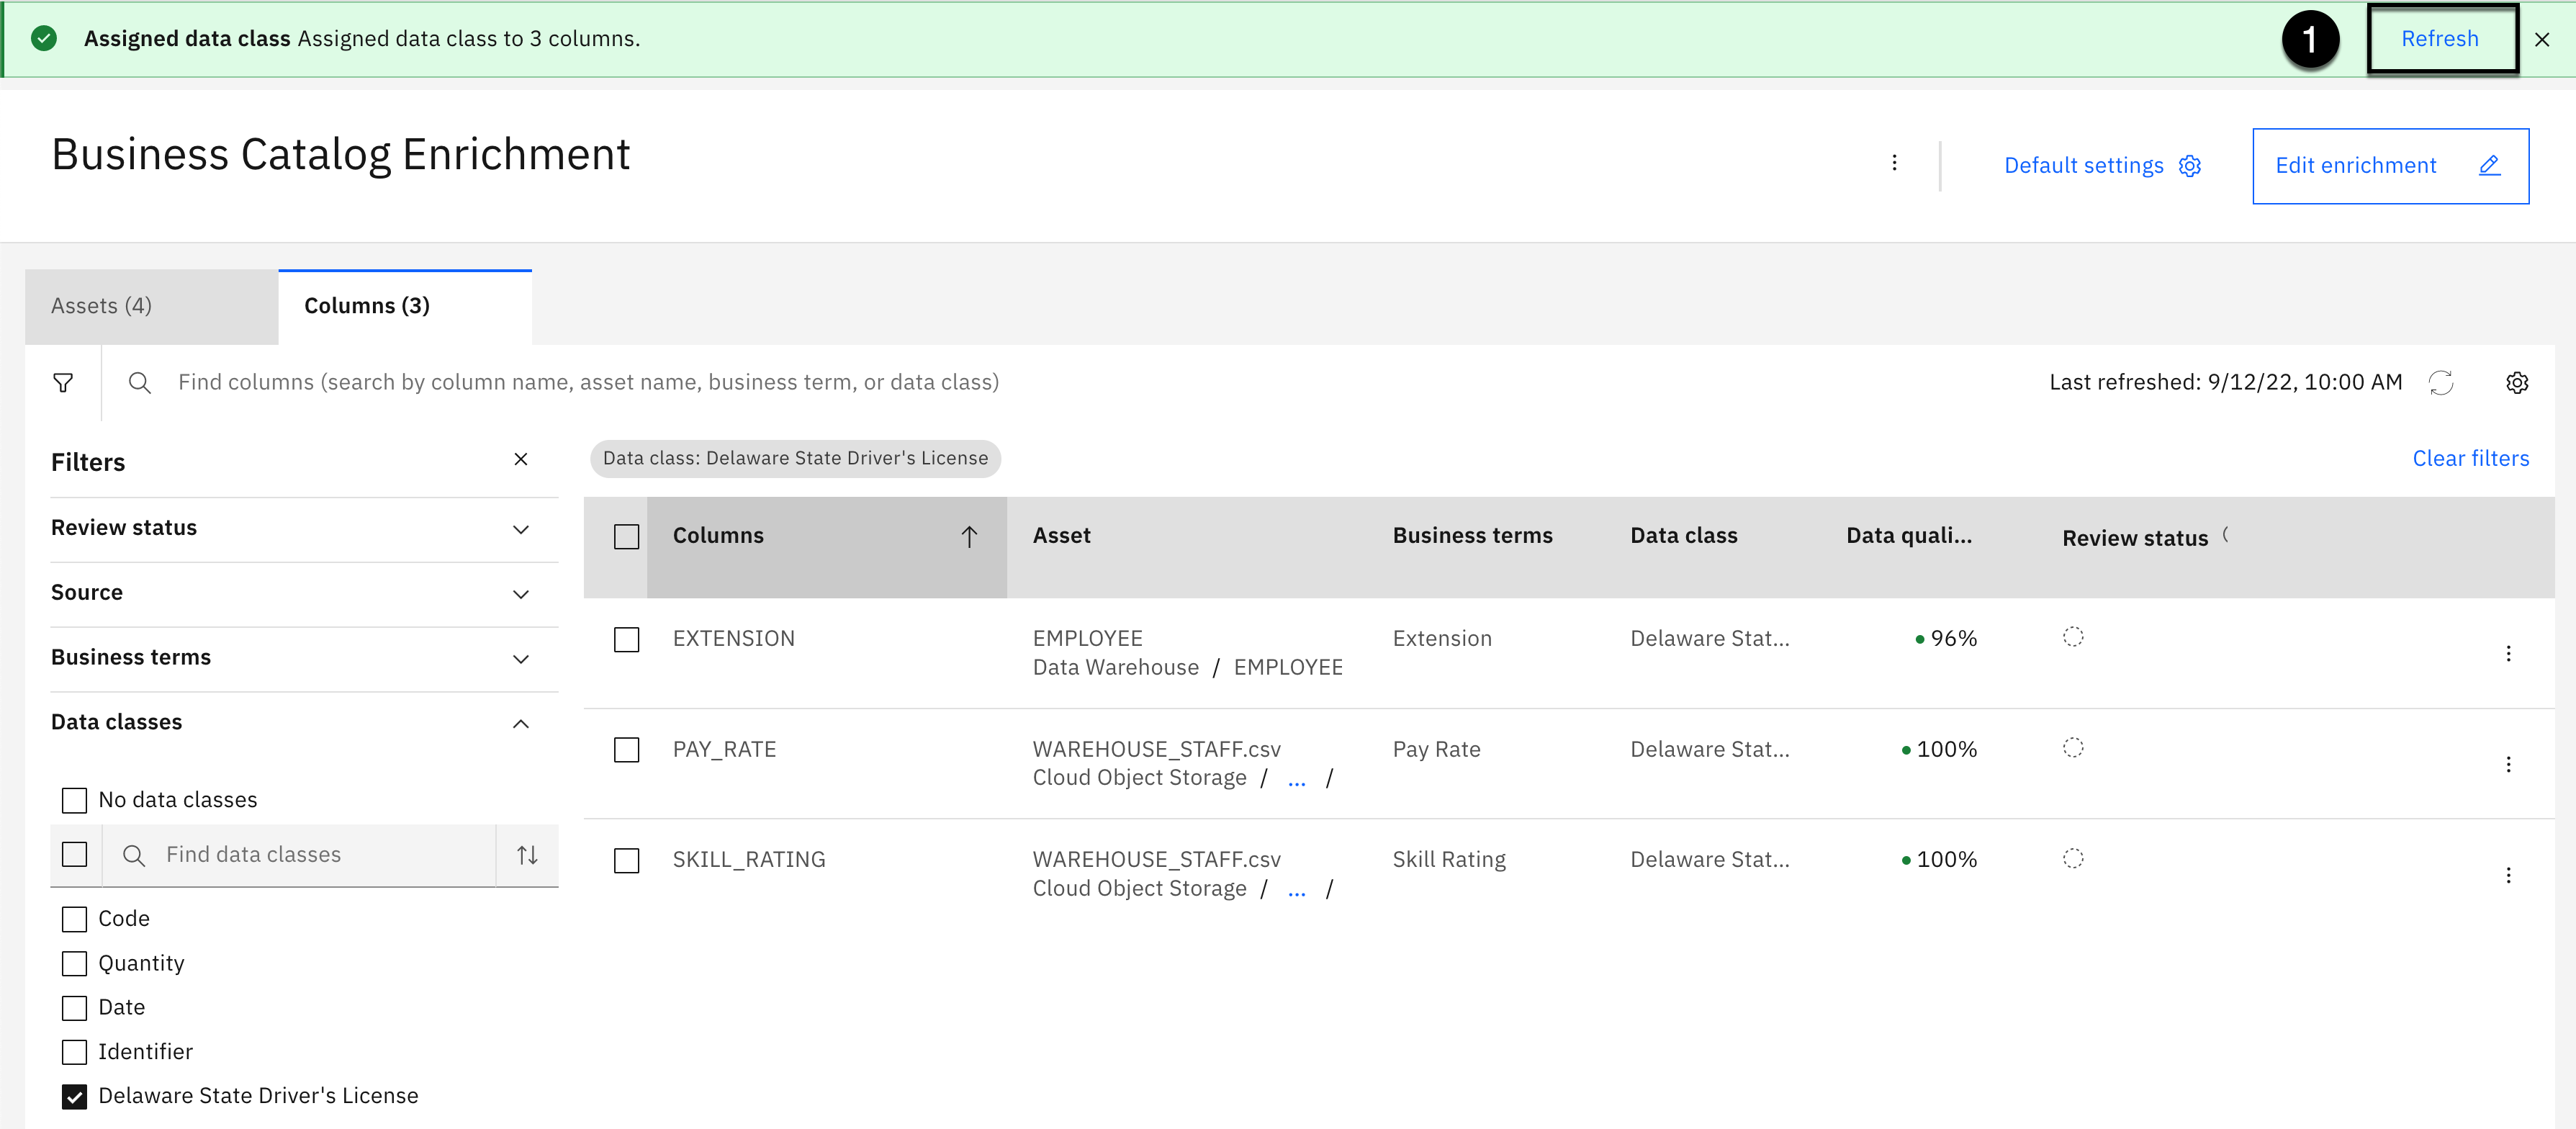 Assigned data class Assigned data class to 3 columns.
1
Refresh
Business Catalog Enrichment
Default settings
Edit enrichment
Assets (4)
Columns (3)
Find columns (search by column name, asset name, business term, or data class)
Last refreshed: 9/12/22, 10:00 AM
Filters
Data class: Delaware State Driver's License
Clear filters
Review status
Source
Business terms
Data classes
No data classes
Find data classes
Code
Quantity
Date
Identifier
Delaware State Driver's License
Columns Asset Business terms Data class Data quali... Review status
EXTENSION EMPLOYEE Extension Delaware Stat... 96%
Data Warehouse / EMPLOYEE
PAY_RATE WAREHOUSE_STAFF.csv Pay Rate Delaware Stat... 100%
Cloud Object Storage / ... /
SKILL_RATING WAREHOUSE_STAFF.csv Skill Rating Delaware Stat... 100%
Cloud Object Storage / ... /